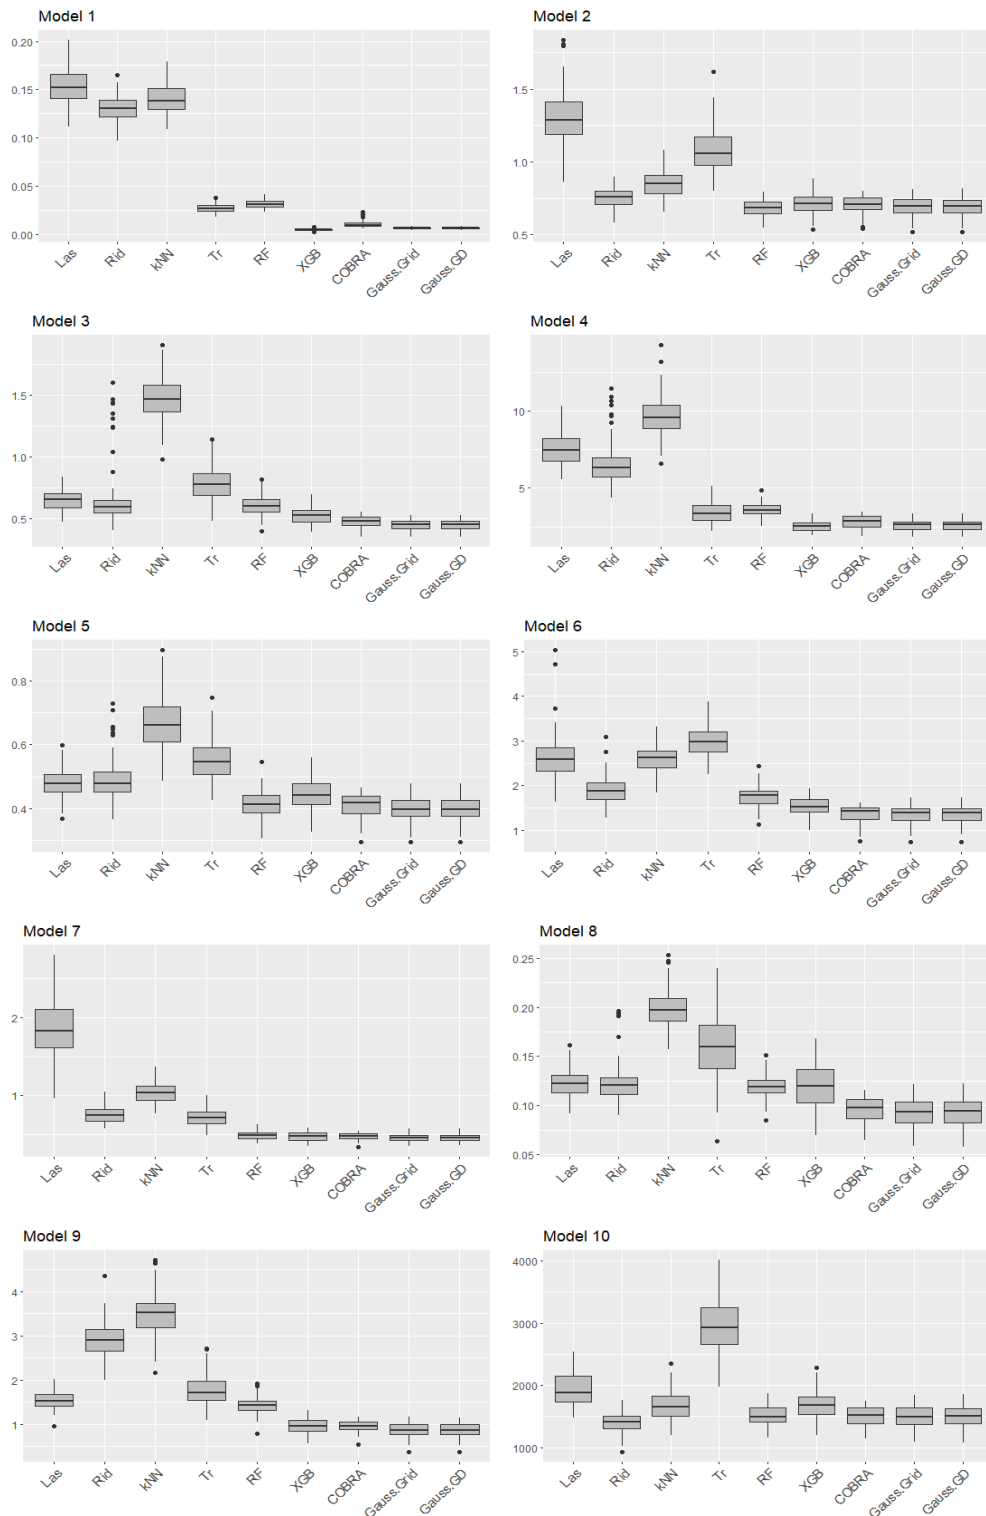 Model 1
0.20
0.15
0.10
0.05
0.00
Las Rid kNN Tr RF XGB COBRA Gauss.Grid Gauss.GD
Model 2
1.5
1.0
0.5
Las Rid kNN Tr RF XGB COBRA Gauss.Grid Gauss.GD
Model 3
1.5
1.0
0.5
Las Rid kNN Tr RF XGB COBRA Gauss.Grid Gauss.GD
Model 4
10
5
Las Rid kNN Tr RF XGB COBRA Gauss.Grid Gauss.GD
Model 5
0.8
0.6
0.4
Las Rid kNN Tr RF XGB COBRA Gauss.Grid Gauss.GD
Model 6
5
4
3
2
1
Las Rid kNN Tr RF XGB COBRA Gauss.Grid Gauss.GD
Model 7
2
1
Las Rid kNN Tr RF XGB COBRA Gauss.Grid Gauss.GD
Model 8
0.25
0.20
0.15
0.10
0.05
Las Rid kNN Tr RF XGB COBRA Gauss.Grid Gauss.GD
Model 9
4
3
2
1
Las Rid kNN Tr RF XGB COBRA Gauss.Grid Gauss.GD
Model 10
4000
3000
2000
1000
Las Rid kNN Tr RF XGB COBRA Gauss.Grid Gauss.GD